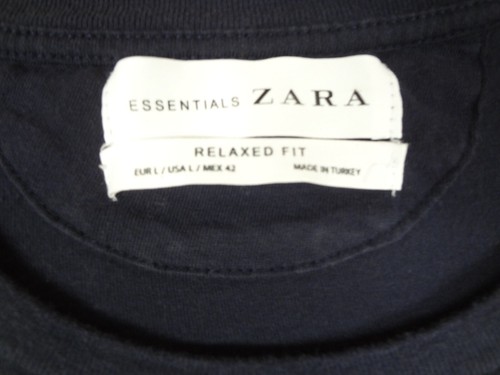 ESSENTIALS ZARA
RELAXED FIT
EUR L / USA L / MEX 42 MADE IN TURKEY